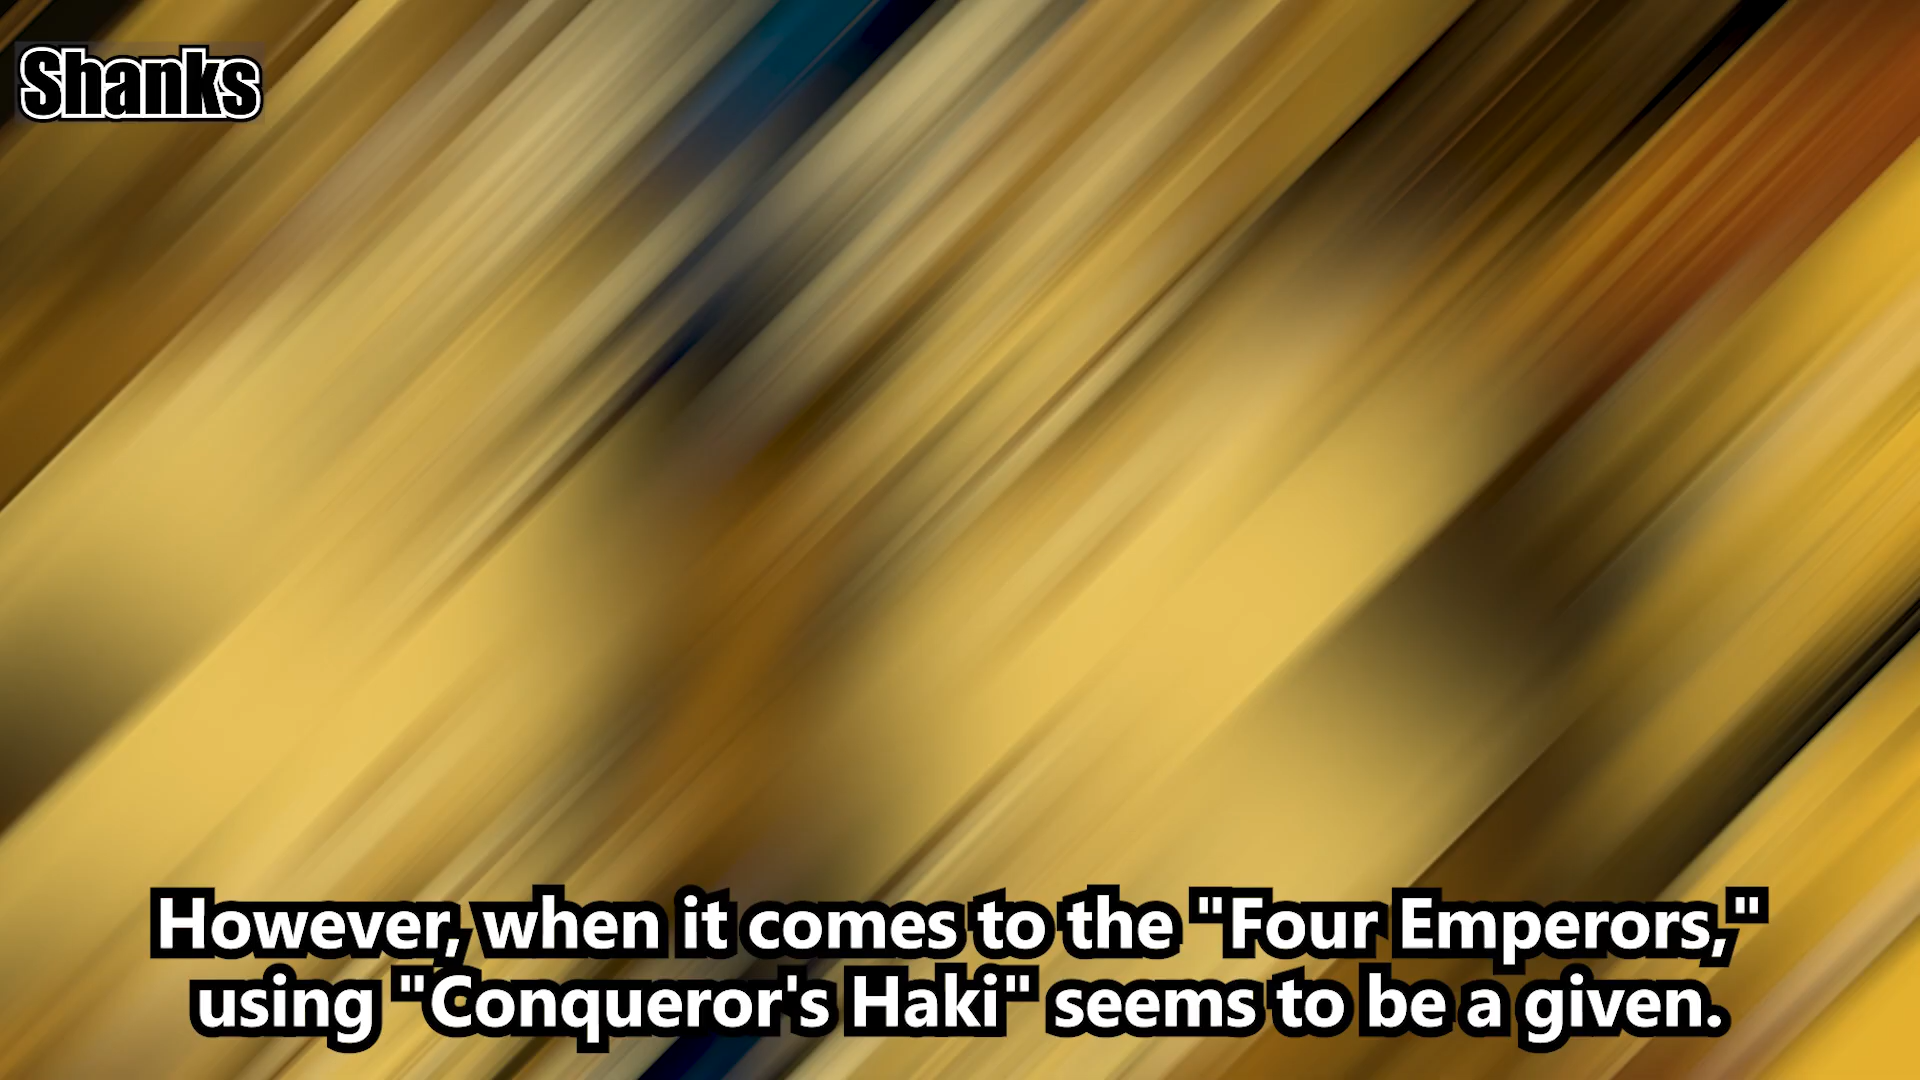 Shanks
However, when it comes to the "Four Emperors,"
using "Conqueror's Haki" seems to be a given.